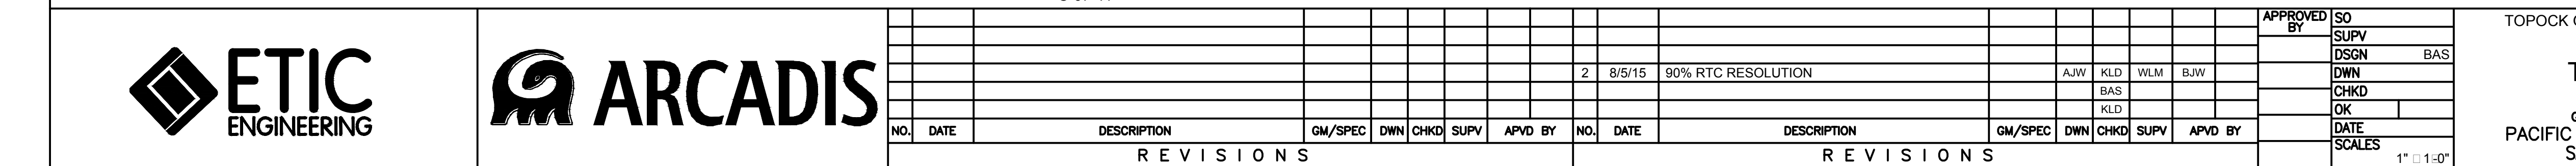 ETIC
ENGINEERING
ARCADIS
2 8/5/15 90% RTC RESOLUTION AJW KLD WLM BJW
BAS
KLD
NO. DATE DESCRIPTION GM/SPEC DWN CHKD SUPV APVD BY NO. DATE DESCRIPTION GM/SPEC DWN CHKD SUPV APVD BY
REVISIONS REVISIONS
APPROVED
BY
SO
SUPV
DSGN BAS
DWN
CHKD
OK
DATE
SCALES
TOPOCK
PACIFIC